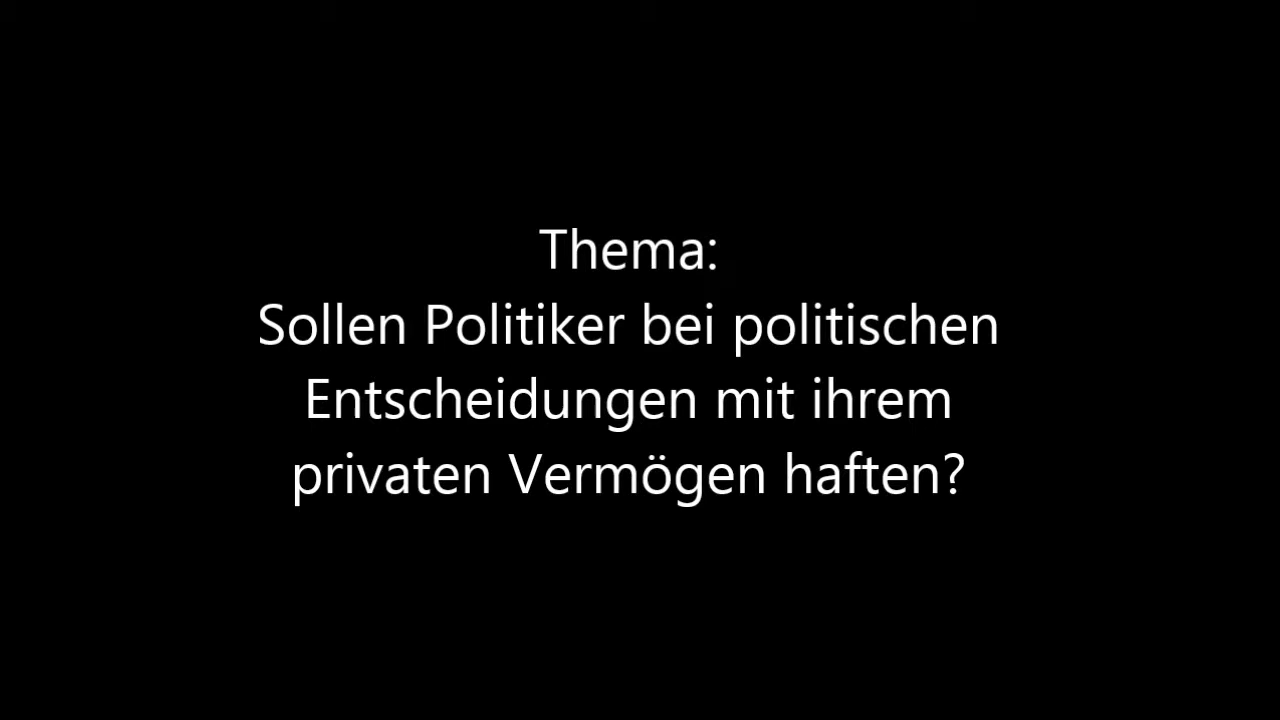 Thema:
Sollen Politiker bei politischen
Entscheidungen mit ihrem
privaten Vermögen haften?